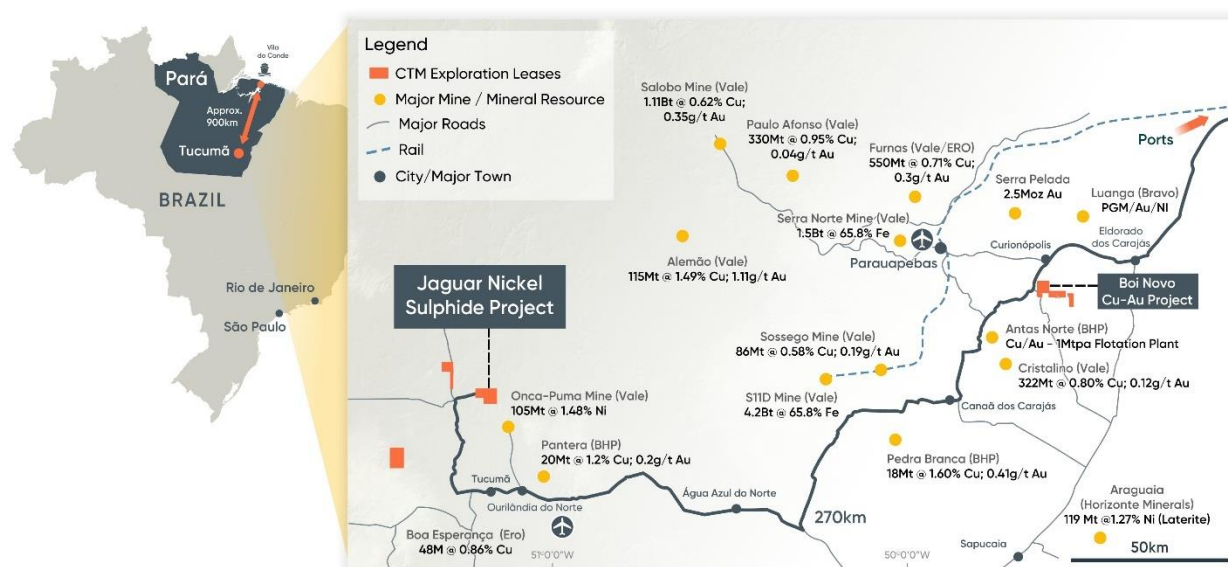 Vila
do Conde
Pará
Approx.
900km
Tucumã
BRAZIL
Rio de Janeiro
São Paulo
Legend
CTM Exploration Leases
Major Mine / Mineral Resource
Major Roads
Rail
City/Major Town
Salobo Mine (Vale)
1.11Bt @ 0.62% Cu;
0.35g/t Au
Paulo Afonso (Vale)
330Mt @ 0.95% Cu;
0.04g/t Au
Furnas (Vale/ERO)
550Mt @ 0.71% Cu;
0.3g/t Au
Ports
Serra Pelada
2.5Moz Au
Luanga (Bravo)
PGM/Au/NI
Serra Norte Mine (Vale)
1.5Bt @ 65.8% Fe
Parauapebas
Curionópolis
Eldorado
dos Carajás
Alemão (Vale)
115Mt @ 1.49% Cu; 1.11g/t Au
Jaguar Nickel
Sulphide Project
Boi Novo
Cu-Au Project
Sossego Mine (Vale)
86Mt @ 0.58% Cu; 0.19g/t Au
Antas Norte (BHP)
Cu/Au - 1Mtpa Flotation Plant
Cristalino (Vale)
322Mt @ 0.80% Cu; 0.12g/t Au
S11D Mine (Vale)
4.2Bt @ 65.8% Fe
Canaã dos Carajás
Onca-Puma Mine (Vale)
105Mt @ 1.48% Ni
Pantera (BHP)
20Mt @ 1.2% Cu; 0.2g/t Au
Pedra Branca (BHP)
18Mt @ 1.60% Cu; 0.41g/t Au
Tucumã
Ourilândia do Norte
Água Azul do Norte
270km
Araguaia
(Horizonte Minerals)
119 Mt @1.27% Ni (Laterite)
Boa Esperança (Ero)
48M @ 0.86% Cu
51°0'0"W
50°0'0"W
Sapucaia
50km